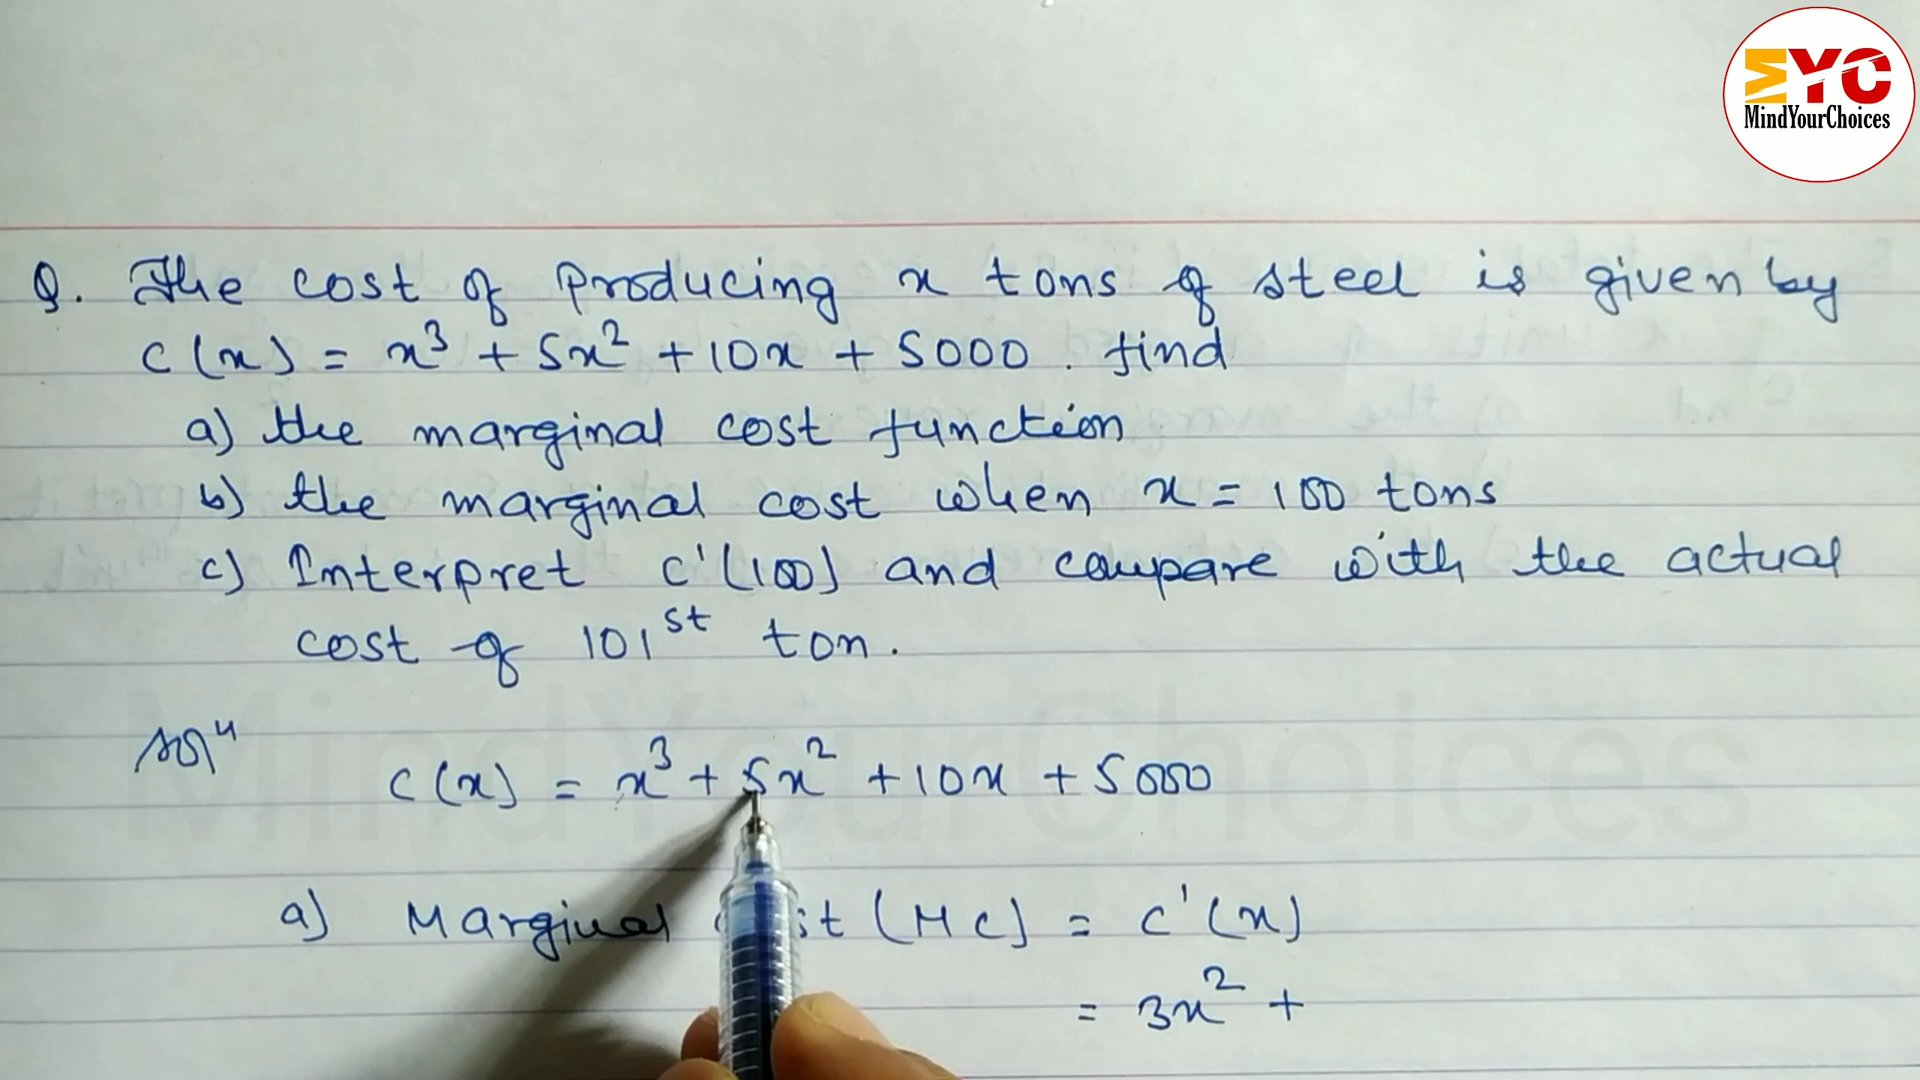 MYC
MindYourChoices
Q. The cost of producing x tons of steel is given by
C(x) = x³ + 5x² + 10x + 5000. find
a) the marginal cost function
b) the marginal cost when x = 100 tons
c) Interpret C'(100) and compare with the actual
cost of 101st ton.
Solⁿ
C(x) = x³ + 5x² + 10x + 5000
MindYourChoices
a) Marginal st (MC) = C'(x)
= 3x² +